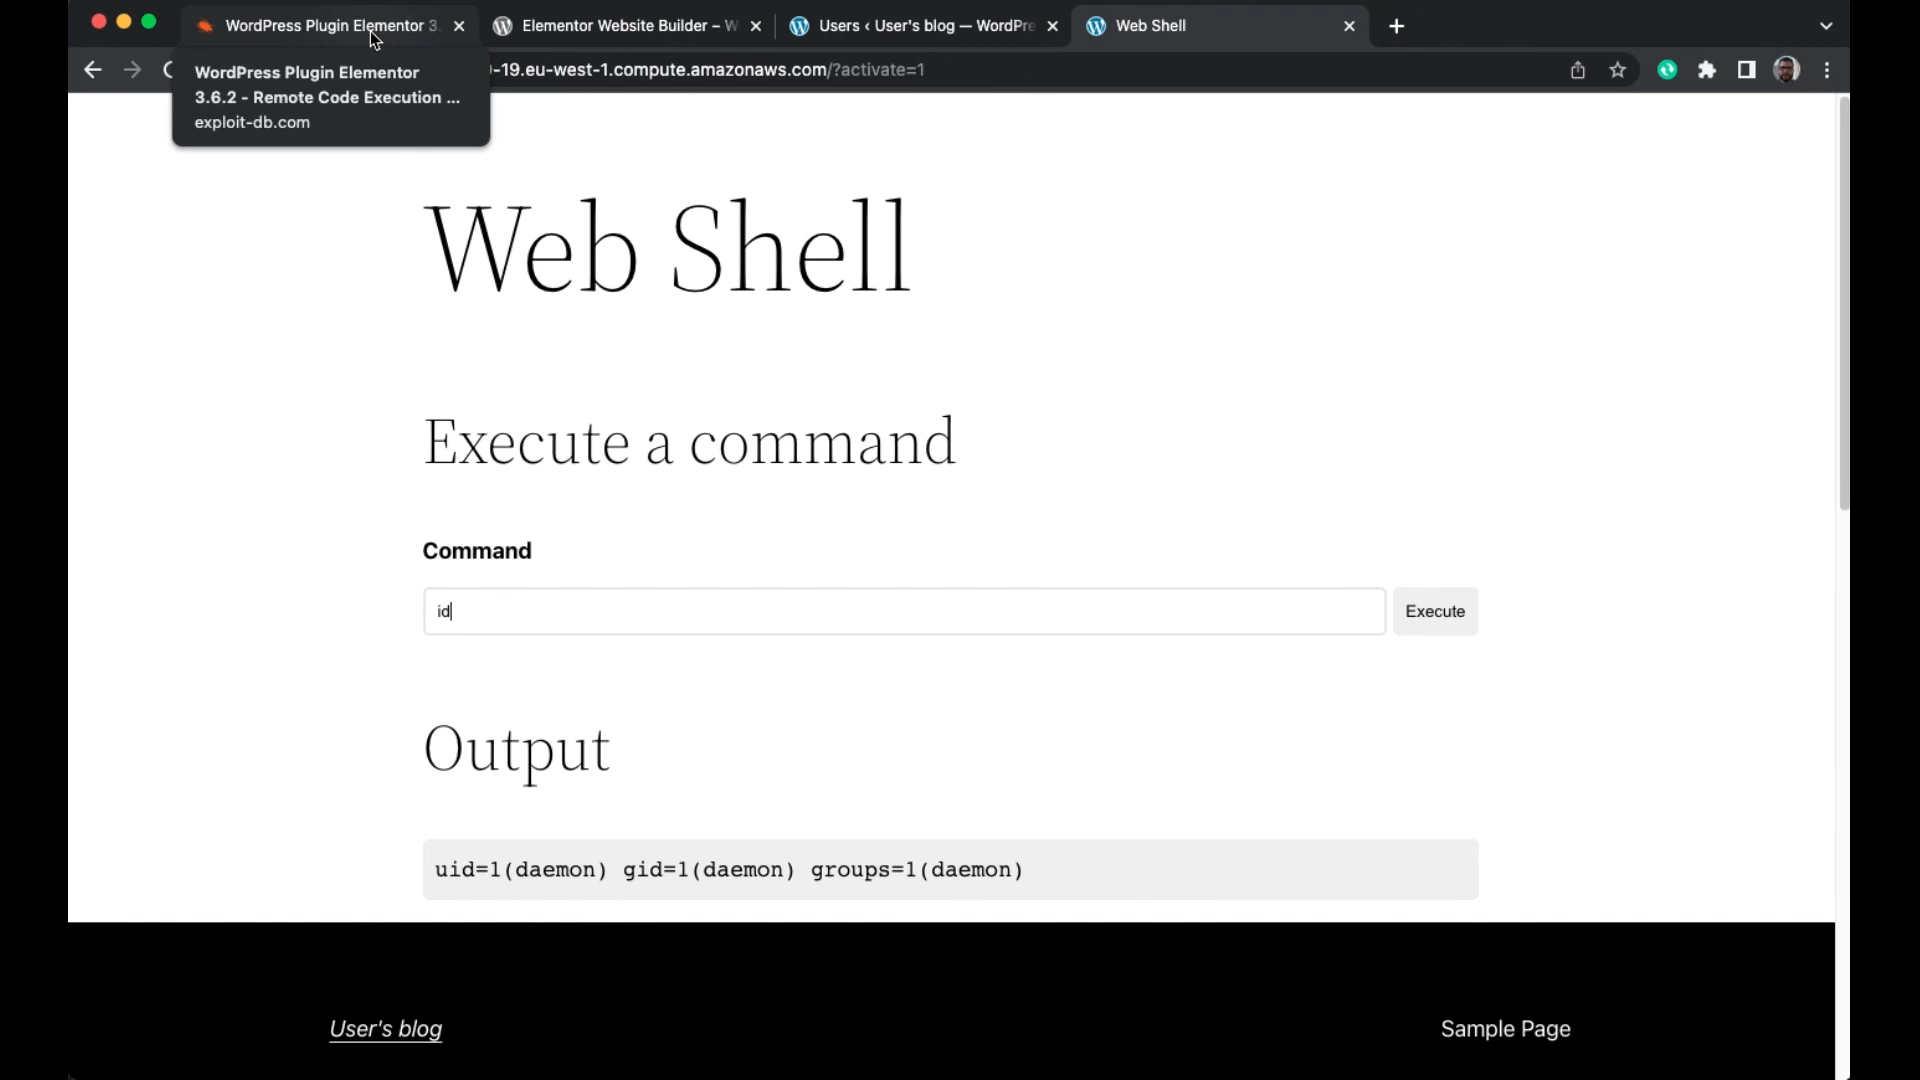 WordPress Plugin Elementor 3.
Elementor Website Builder – W
Users ‹ User's blog — WordPre
Web Shell
-19.eu-west-1.compute.amazonaws.com/?activate=1
WordPress Plugin Elementor
3.6.2 - Remote Code Execution ...
exploit-db.com
Web Shell
Execute a command
Command
id
Execute
Output
uid=1(daemon) gid=1(daemon) groups=1(daemon)
User's blog
Sample Page